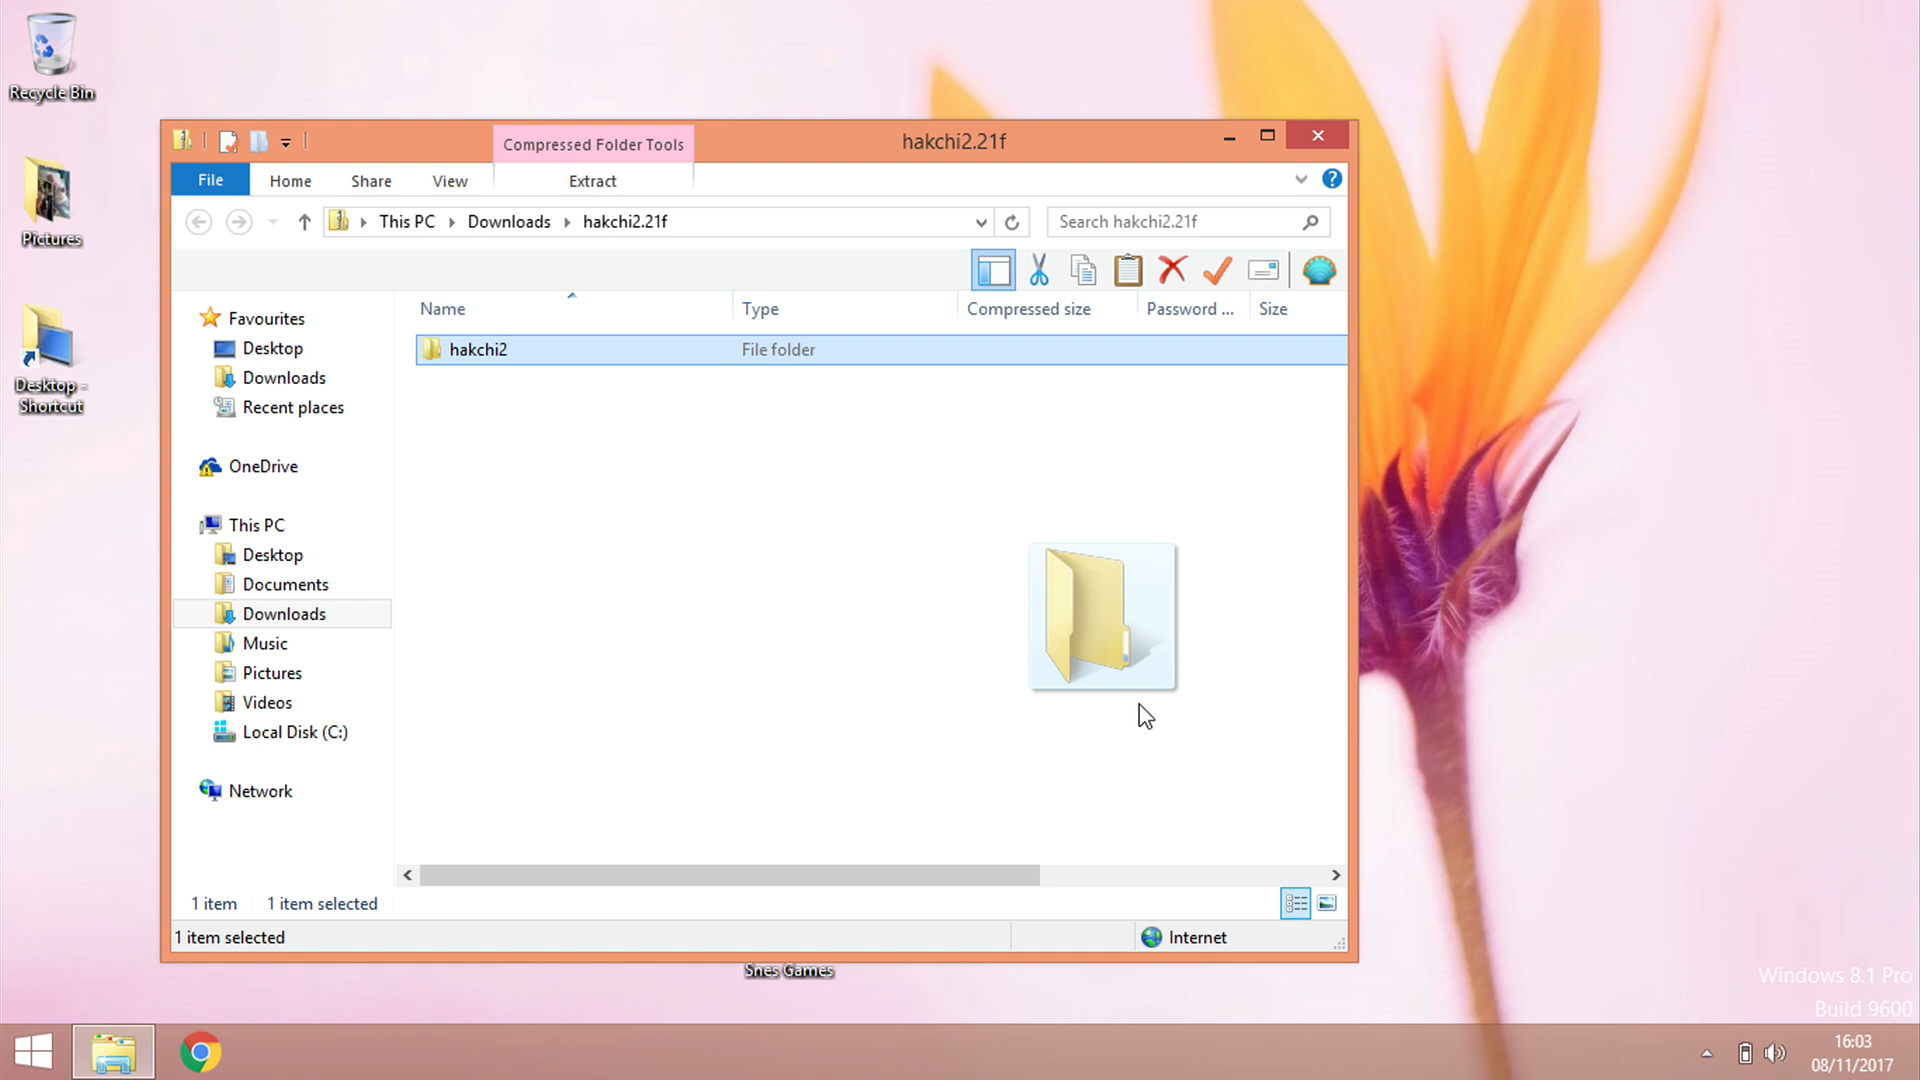 Recycle Bin
Pictures
Desktop -
Shortcut
Compressed Folder Tools
hakchi2.21f
File
Home
Share
View
Extract
This PC
Downloads
hakchi2.21f
Search hakchi2.21f
Name
Type
Compressed size
Password ...
Size
hakchi2
File folder
Favourites
Desktop
Downloads
Recent places
OneDrive
This PC
Desktop
Documents
Downloads
Music
Pictures
Videos
Local Disk (C:)
Network
1 item
1 item selected
1 item selected
Internet
Snes Games
Windows 8.1 Pro
Build 9600
16:03
08/11/2017